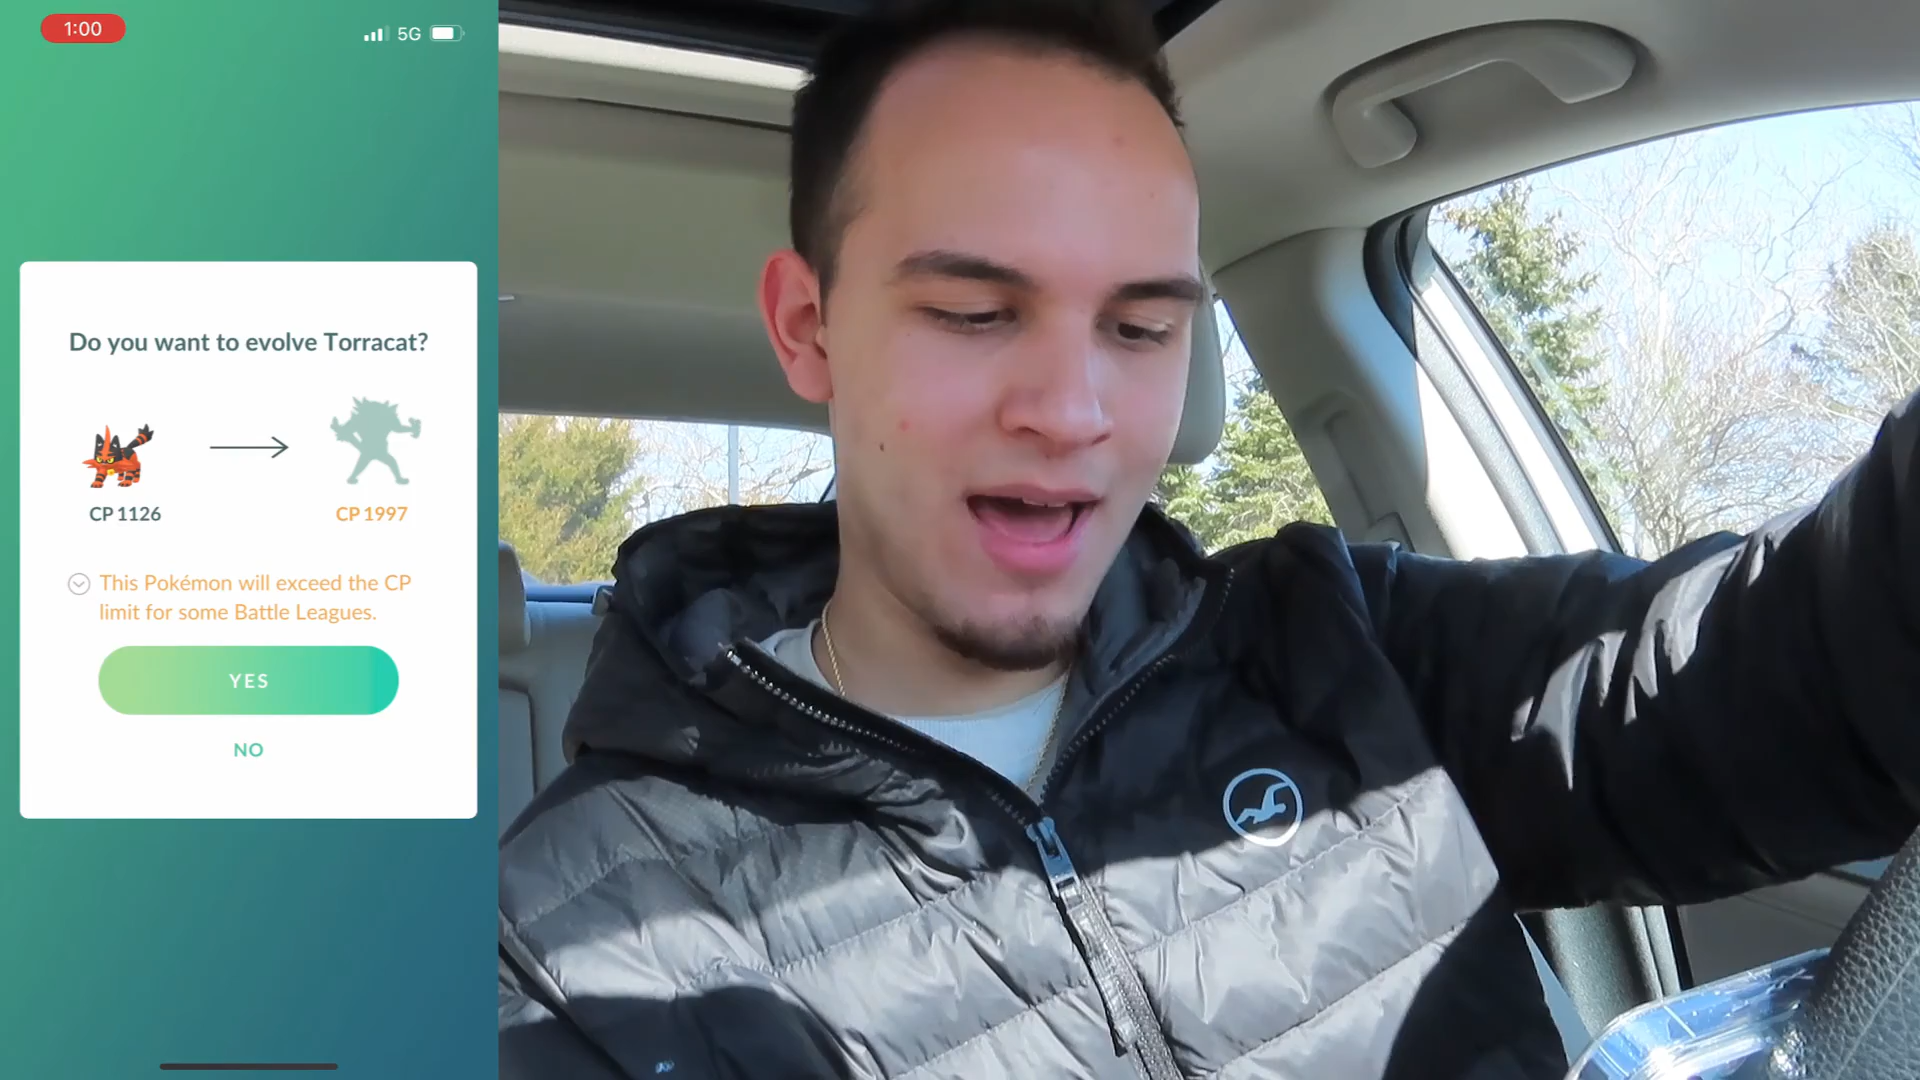 1:00
5G
Do you want to evolve Torracat?
CP 1126
CP 1997
This Pokémon will exceed the CP
limit for some Battle Leagues.
YES
NO